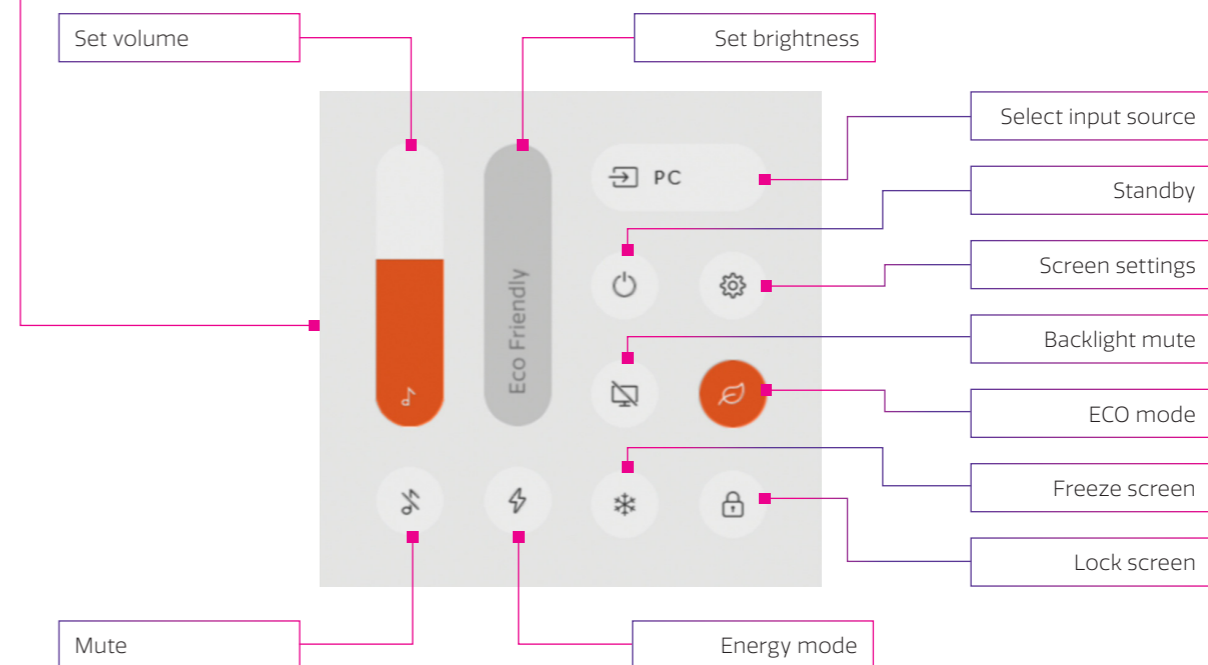 Set volume
Set brightness
Select input source
PC
Standby
Screen settings
Eco Friendly
Backlight mute
ECO mode
Freeze screen
Lock screen
Mute
Energy mode